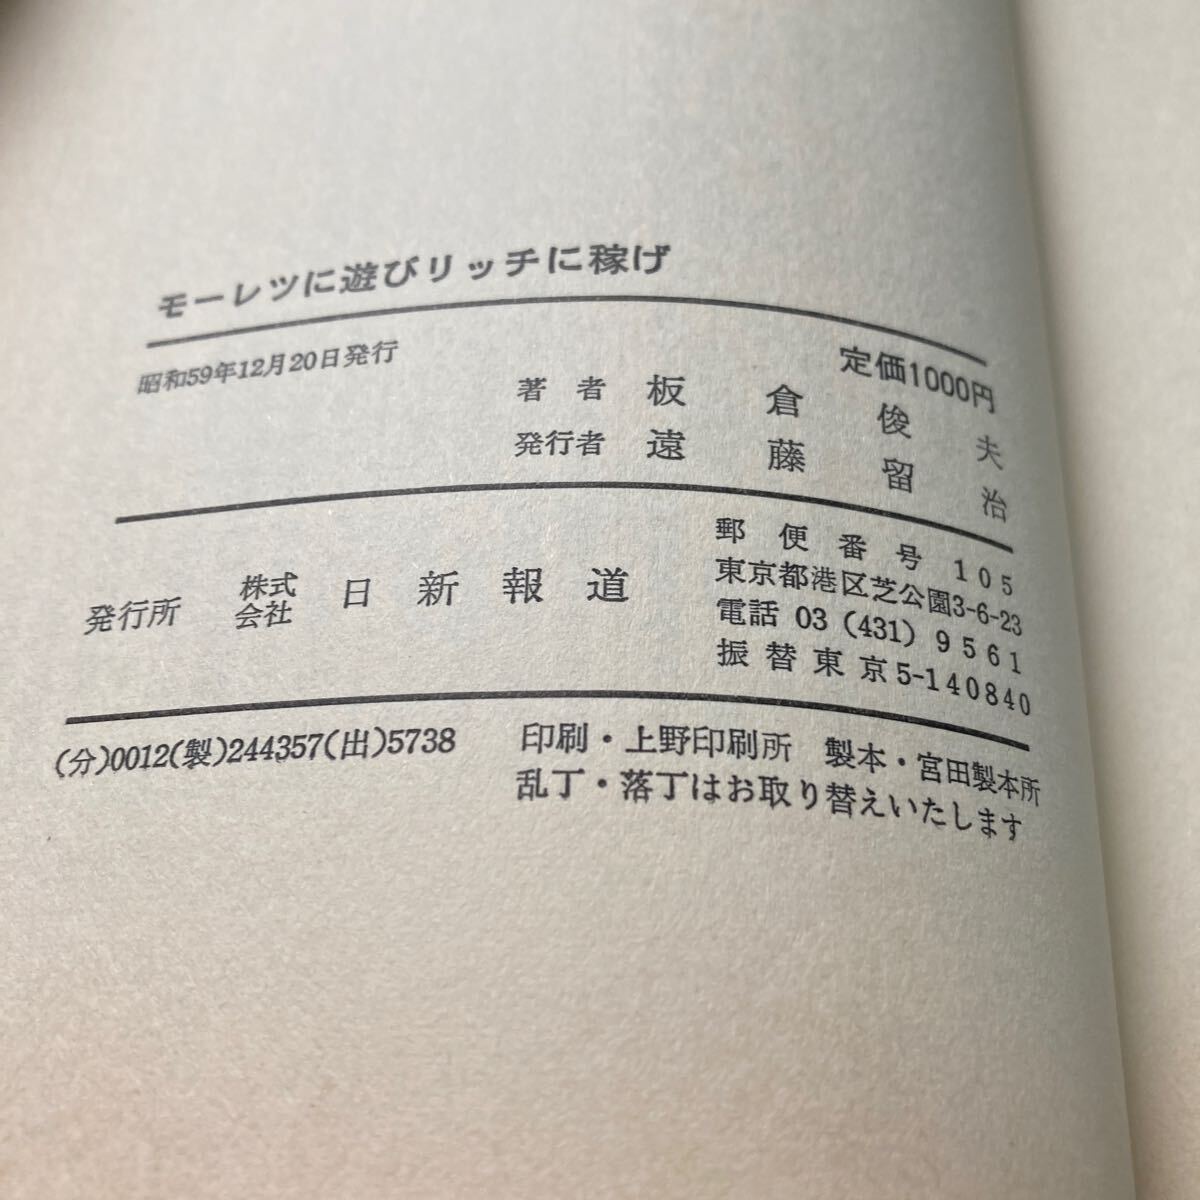 モーレツに遊びリッチに稼げ
昭和59年12月20日発行
定価1000円
著者 板倉俊夫
発行者 遠藤留治
発行所 株式会社 日新報道
郵便番号 105
東京都港区芝公園3-6-23
電話 03 (431) 9561
振替東京5-140840
(分)0012(製)244357(出)5738
印刷・上野印刷所 製本・宮田製本所
乱丁・落丁はお取り替えいたします